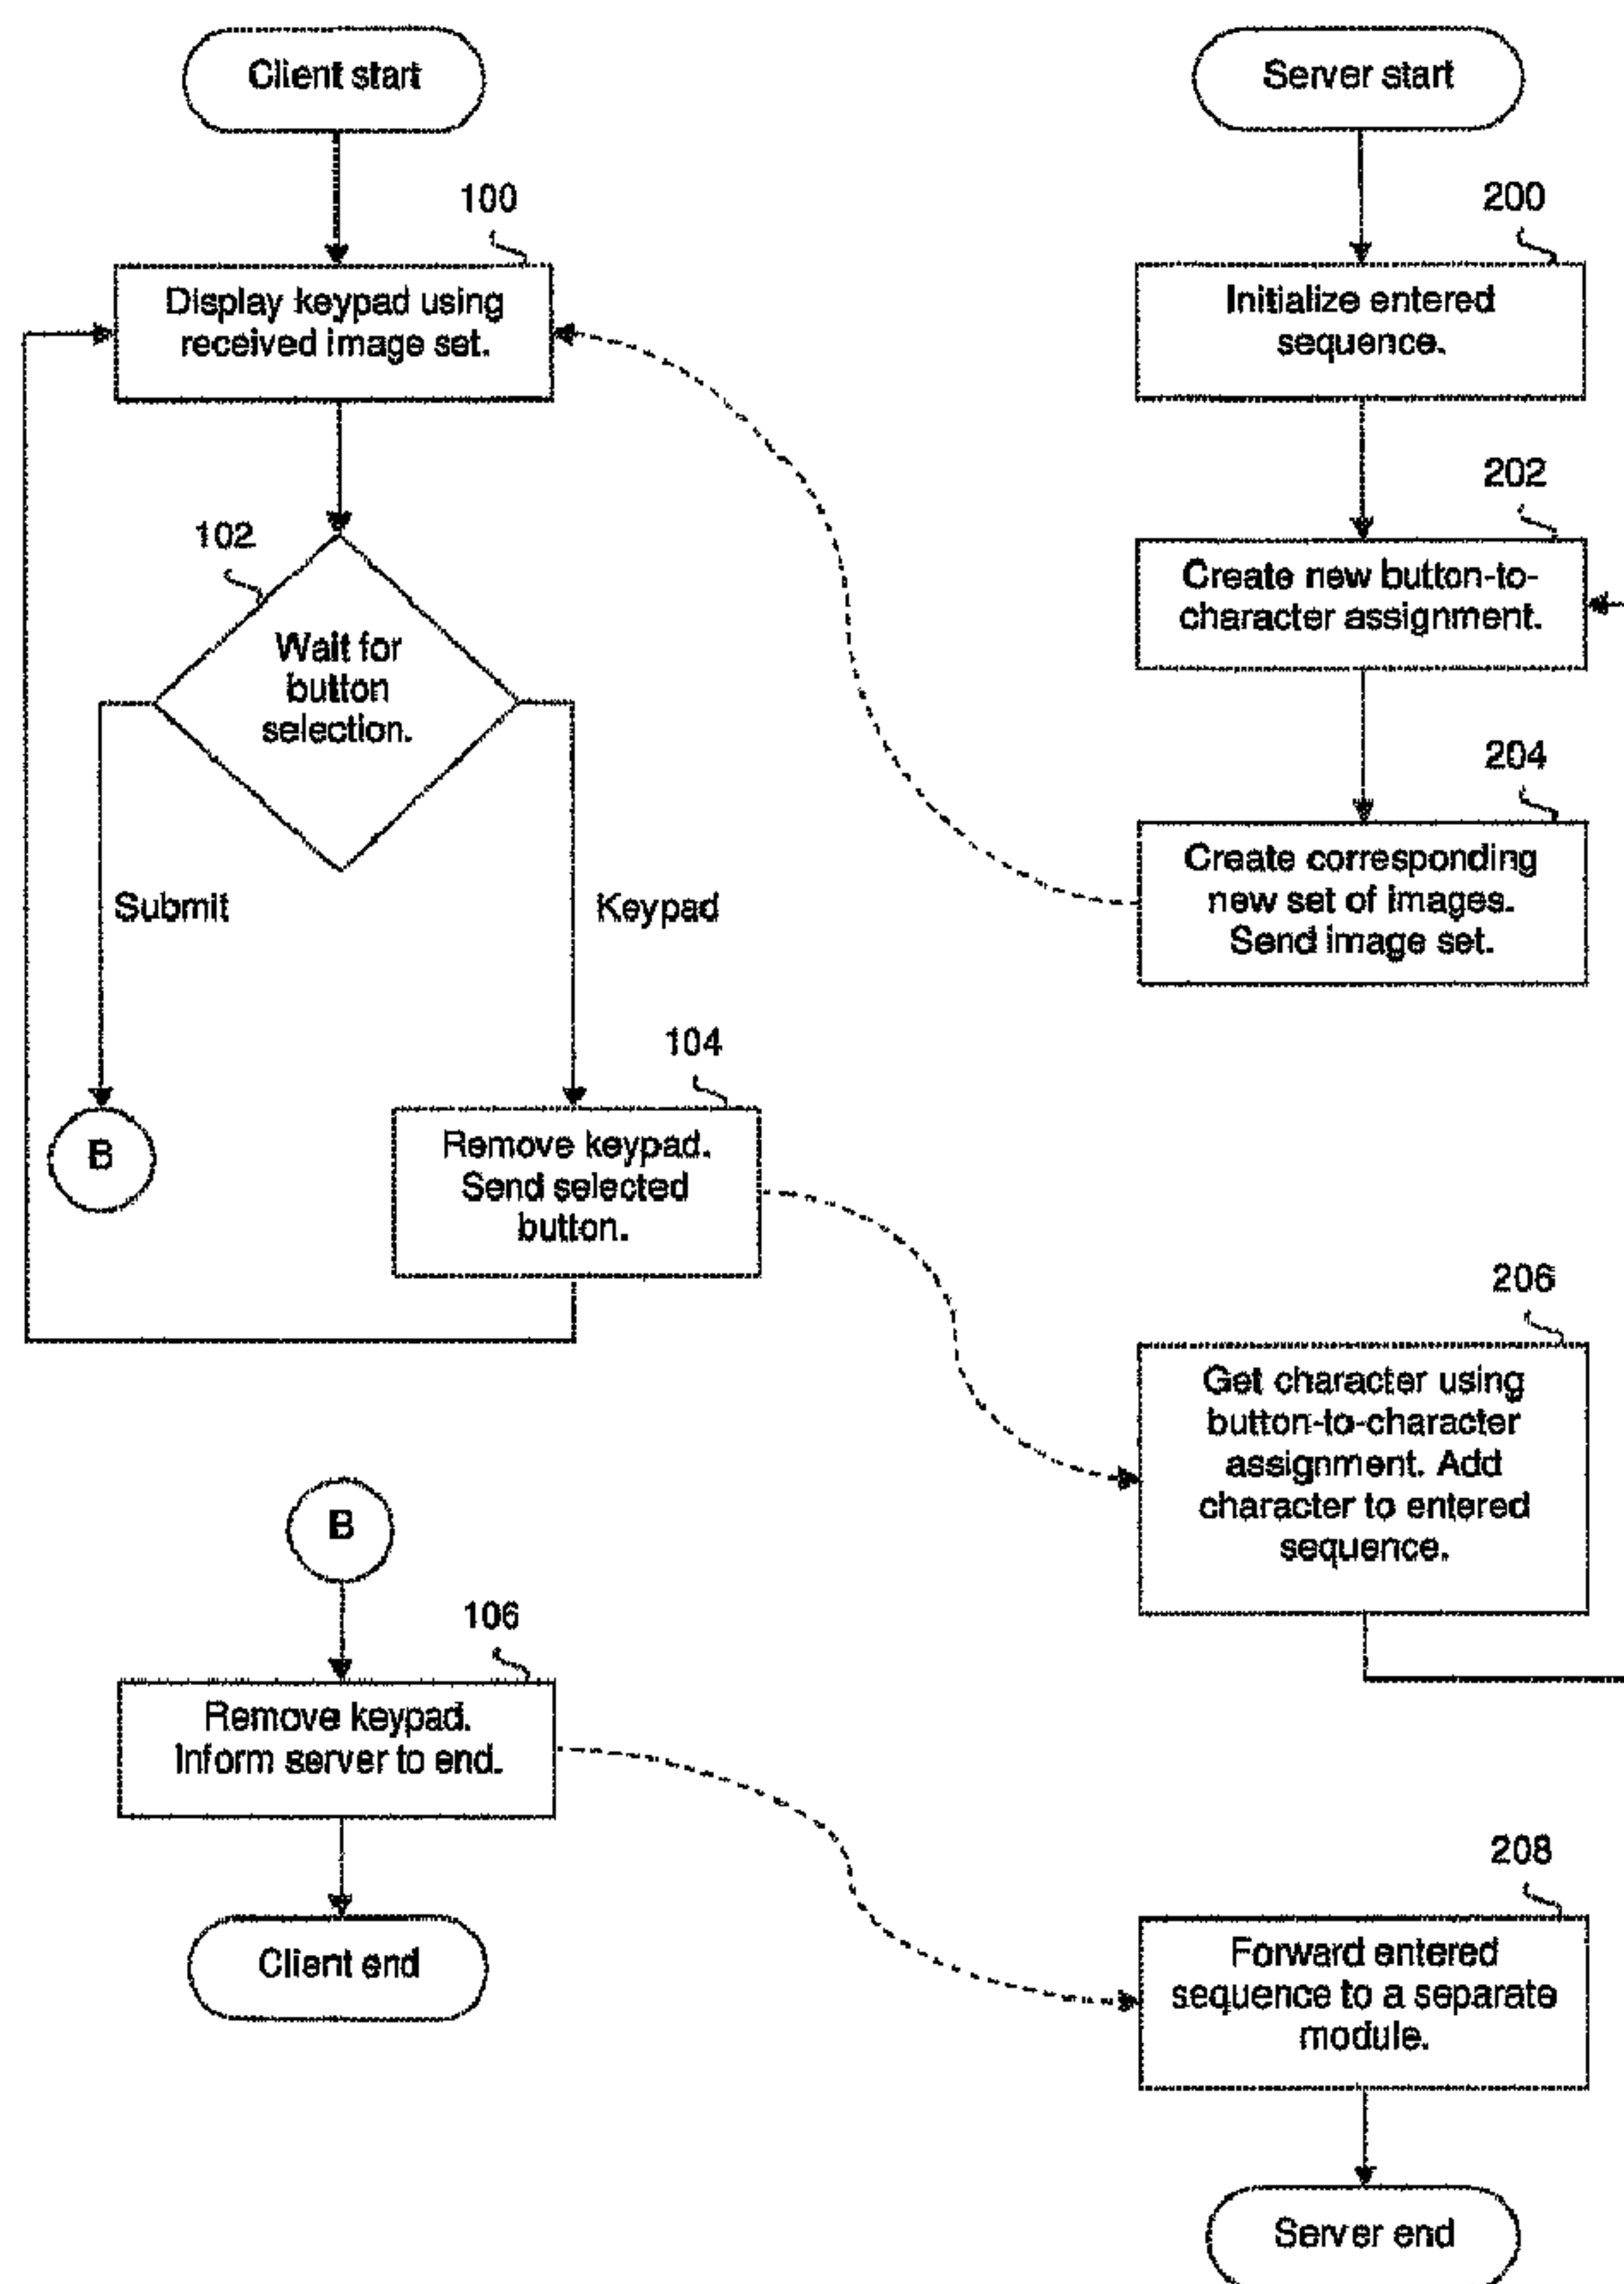 Client start
100
Display keypad using
received image set.
102
Wait for
button
selection.
Submit
Keypad
B
104
Remove keypad.
Send selected
button.
B
106
Remove keypad.
Inform server to end.
Client end
Server start
200
Initialize entered
sequence.
202
Create new button-to-
character assignment.
204
Create corresponding
new set of images.
Send image set.
206
Get character using
button-to-character
assignment. Add
character to entered
sequence.
208
Forward entered
sequence to a separate
module.
Server end